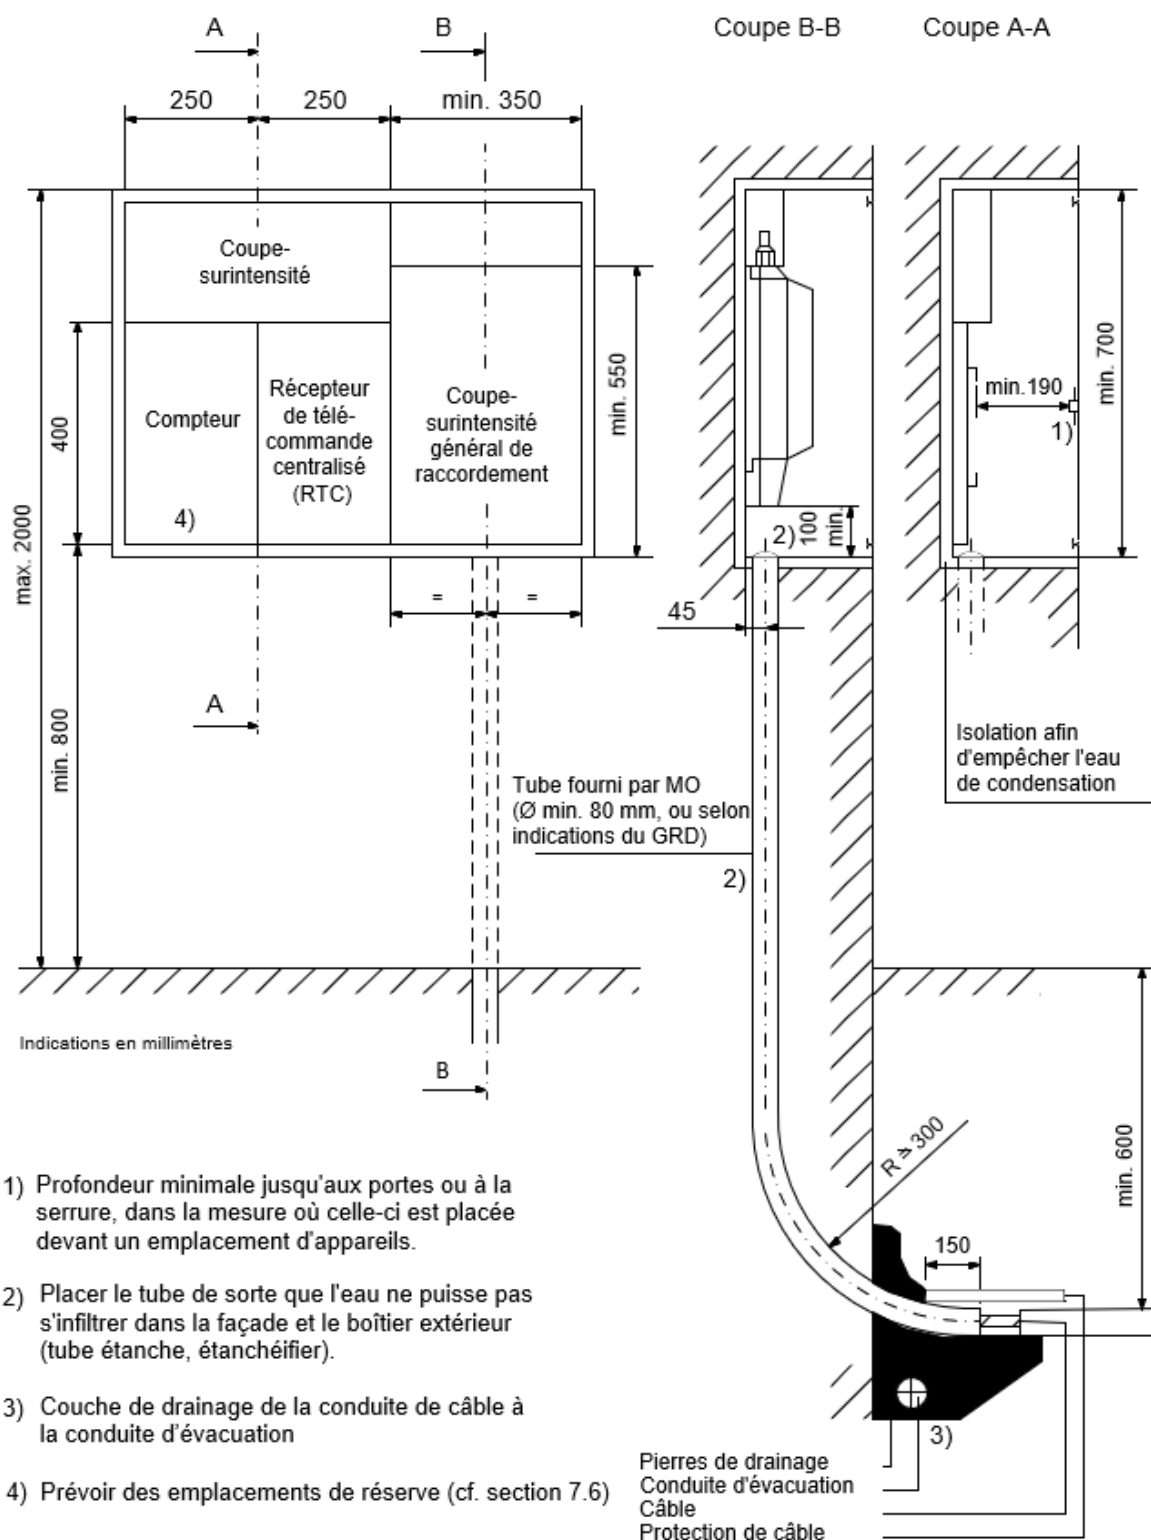 A
B
Coupe B-B
Coupe A-A
250
250
min. 350
Coupe-
surintensité
Compteur
4)
Récepteur
de télé-
commande
centralisé
(RTC)
Coupe-
surintensité
général de
raccordement
400
max. 2000
min. 800
min. 550
=
=
A
B
2)
100
min.
45
min.190
1)
min. 700
Isolation afin
d'empêcher l'eau
de condensation
Tube fourni par MO
(Ø min. 80 mm, ou selon
indications du GRD)
2)
Indications en millimètres
R ≙ 300
150
min. 600
3)
1) Profondeur minimale jusqu'aux portes ou à la
serrure, dans la mesure où celle-ci est placée
devant un emplacement d'appareils.
2) Placer le tube de sorte que l'eau ne puisse pas
s'infiltrer dans la façade et le boîtier extérieur
(tube étanche, étanchéifier).
3) Couche de drainage de la conduite de câble à
la conduite d'évacuation
4) Prévoir des emplacements de réserve (cf. section 7.6)
Pierres de drainage
Conduite d'évacuation
Câble
Protection de câble